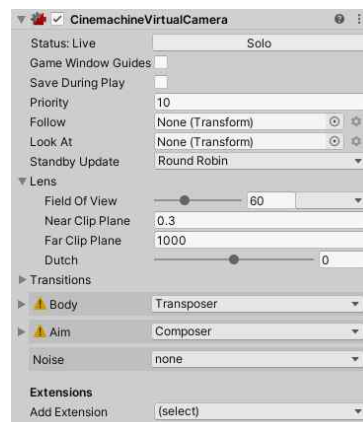 CinemachineVirtualCamera
Status: Live Solo
Game Window Guides
Save During Play
Priority 10
Follow None (Transform)
Look At None (Transform)
Standby Update Round Robin
Lens
Field Of View 60
Near Clip Plane 0.3
Far Clip Plane 1000
Dutch 0
Transitions
Body Transposer
Aim Composer
Noise none
Extensions
Add Extension (select)